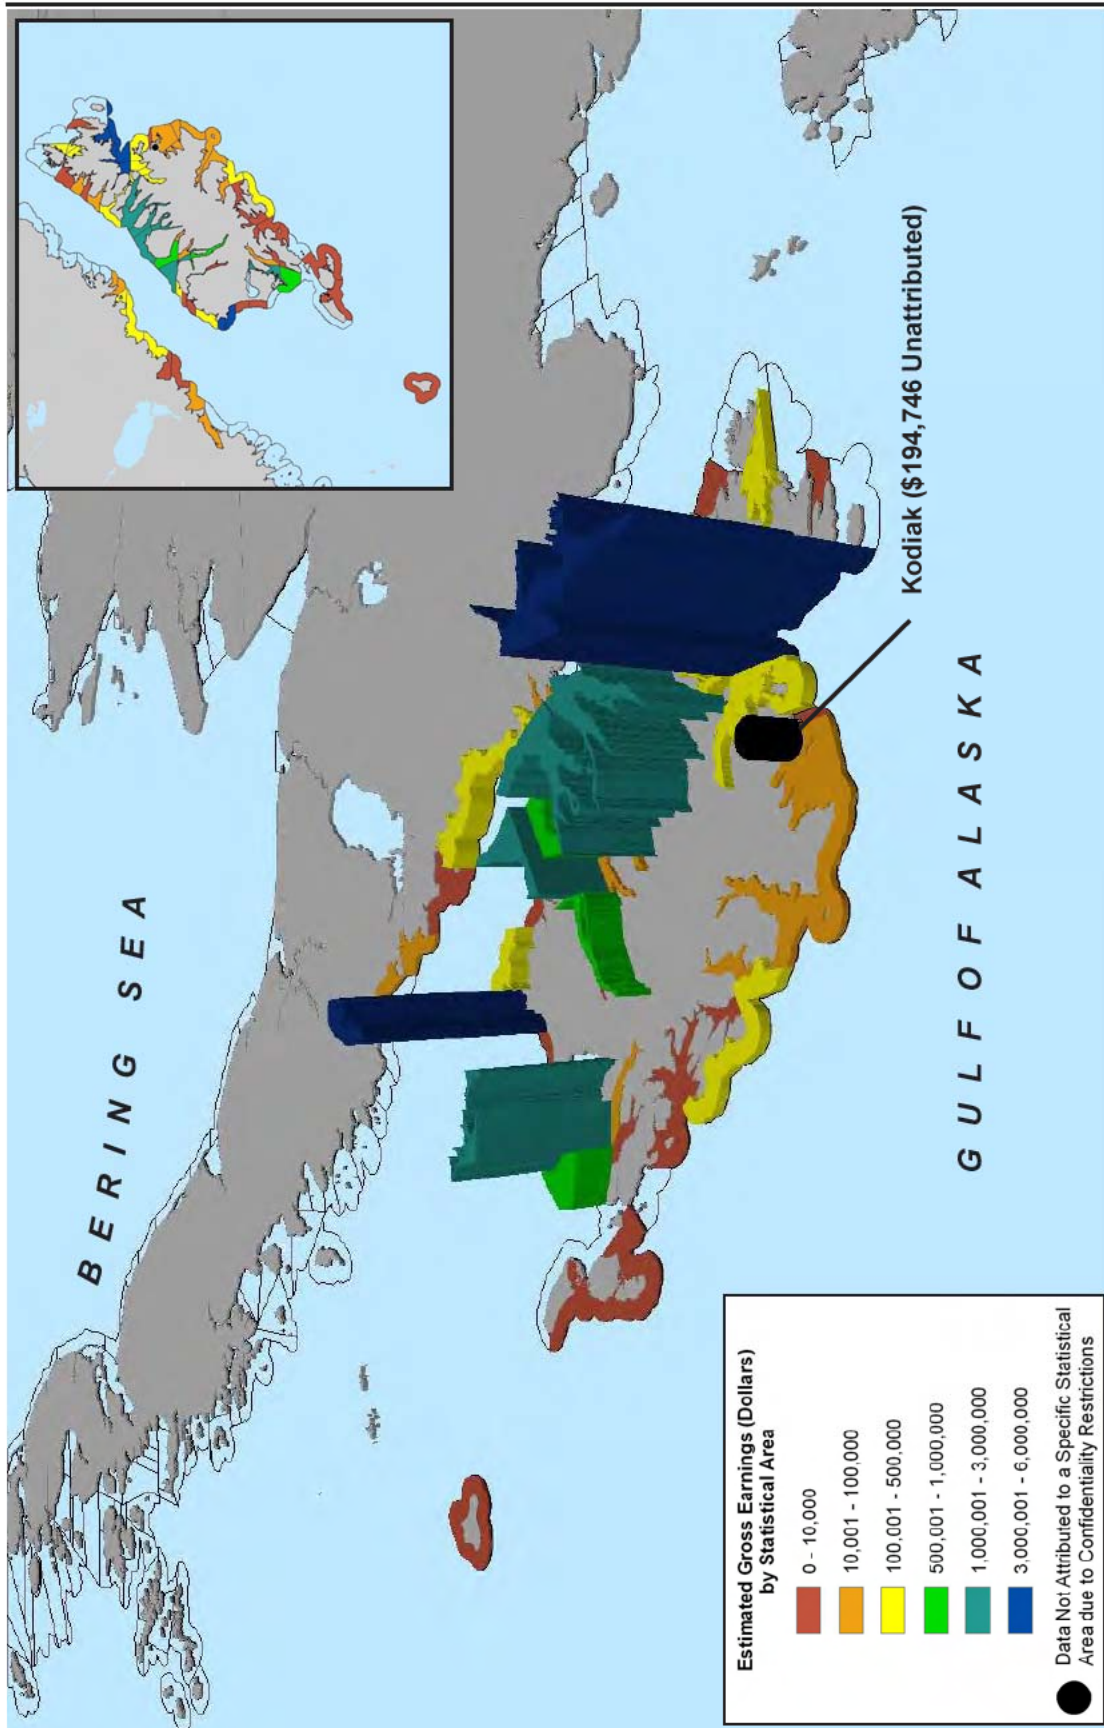 BERING SEA
Kodiak ($194,746 Unattributed)
GULF OF ALASKA
Estimated Gross Earnings (Dollars)
by Statistical Area
0 - 10,000
10,001 - 100,000
100,001 - 500,000
500,001 - 1,000,000
1,000,001 - 3,000,000
3,000,001 - 6,000,000
Data Not Attributed to a Specific Statistical
Area due to Confidentiality Restrictions